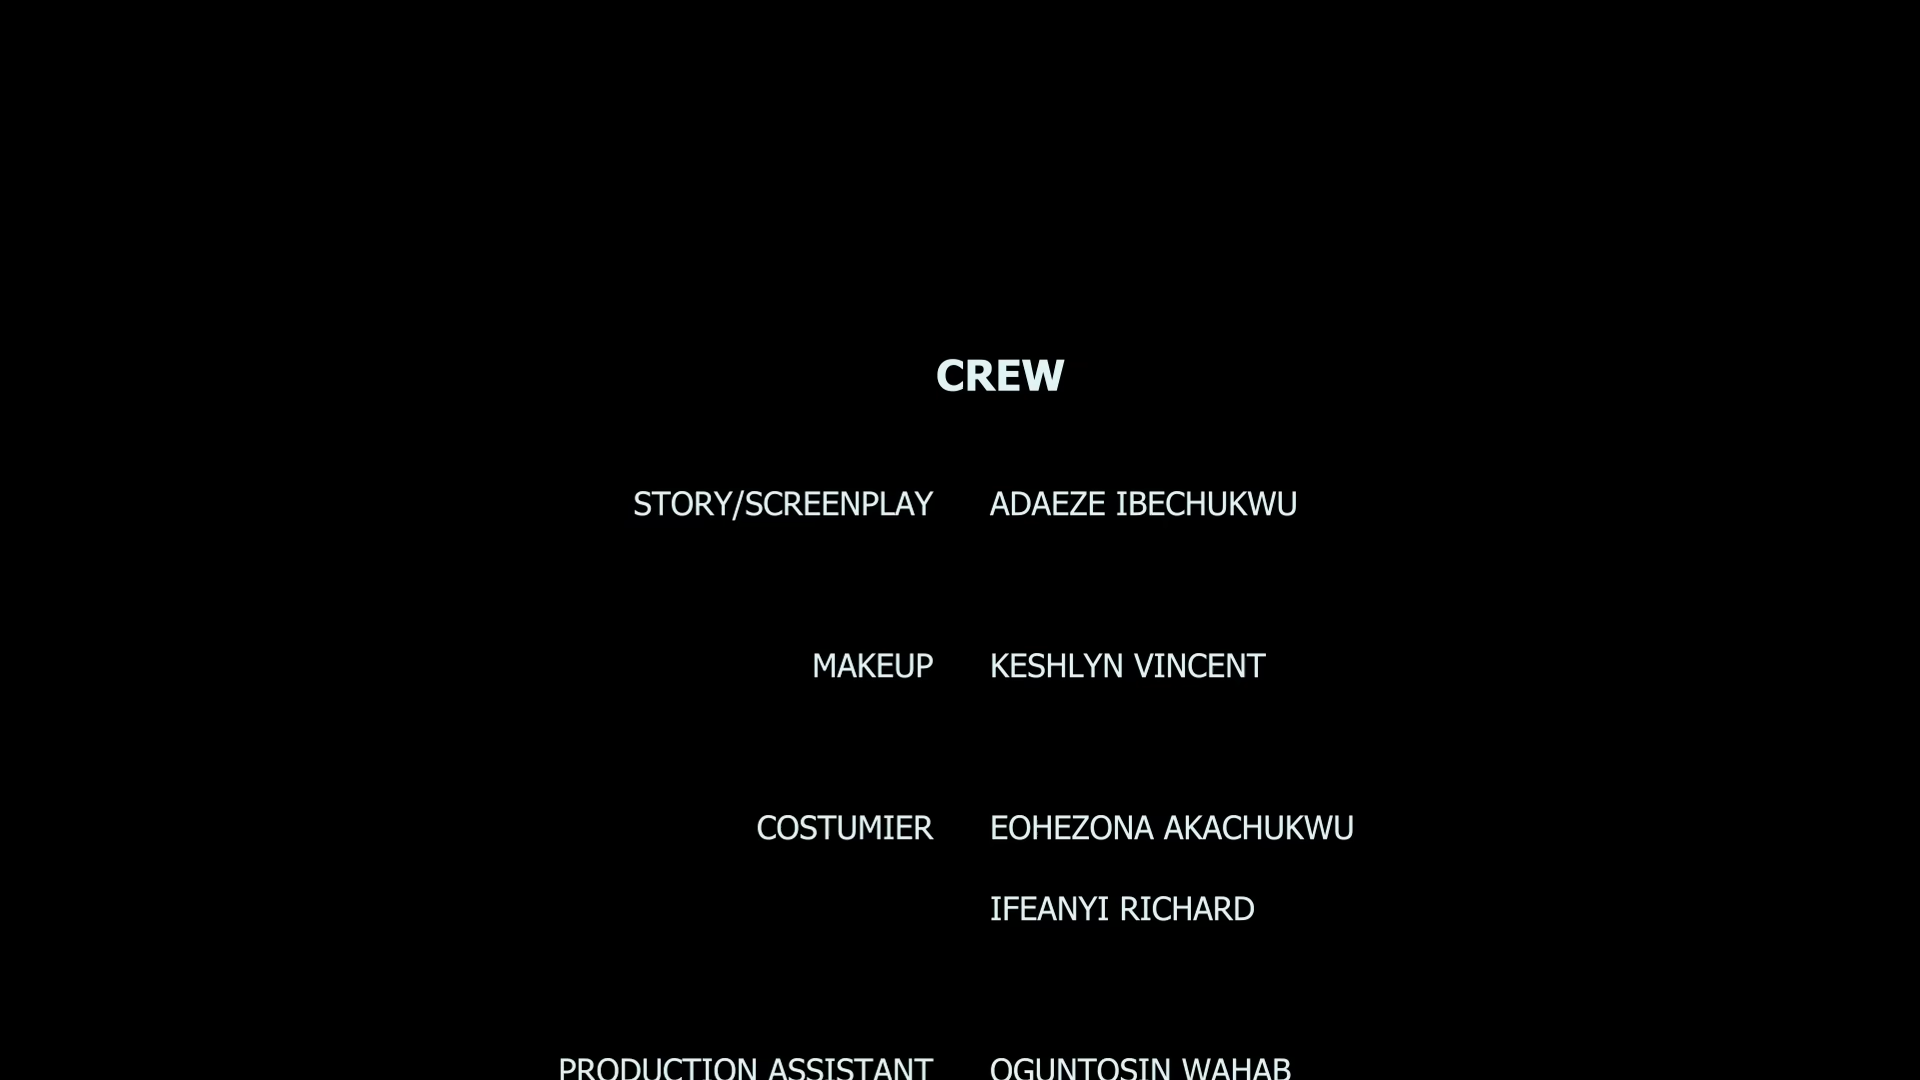 CREW
STORY/SCREENPLAY ADAEZE IBECHUKWU
MAKEUP KESHLYN VINCENT
COSTUMIER EOHEZONA AKACHUKWU
IFEANYI RICHARD
PRODUCTION ASSISTANT OGUNTOSIN WAHAB